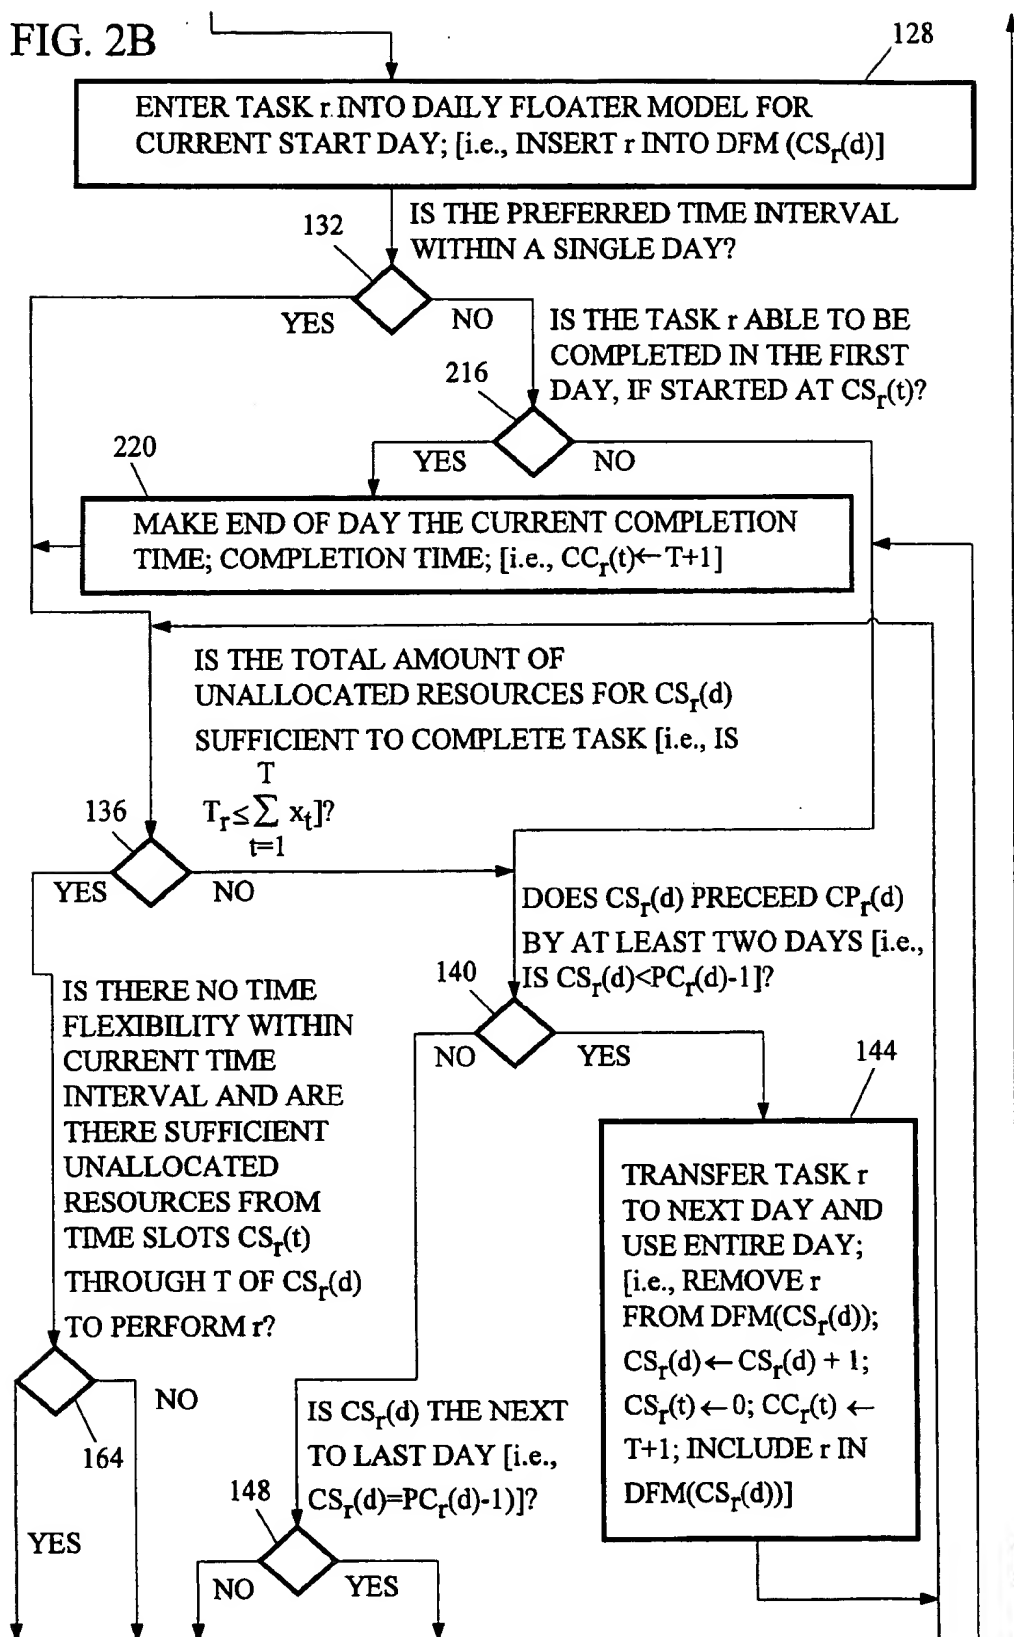 FIG. 2B
128
ENTER TASK r INTO DAILY FLOATER MODEL FOR
CURRENT START DAY; [i.e., INSERT r INTO DFM (CSr(d)]
132
IS THE PREFERRED TIME INTERVAL
WITHIN A SINGLE DAY?
YES
NO
216
IS THE TASK r ABLE TO BE
COMPLETED IN THE FIRST
DAY, IF STARTED AT CSr(t)?
220
YES
NO
MAKE END OF DAY THE CURRENT COMPLETION
TIME; COMPLETION TIME; [i.e., CCr(t)←T+1]
IS THE TOTAL AMOUNT OF
UNALLOCATED RESOURCES FOR CSr(d)
SUFFICIENT TO COMPLETE TASK [i.e., IS
T
136
Tr≤∑ xt]?
t=1
YES
NO
DOES CSr(d) PRECEED CPr(d)
BY AT LEAST TWO DAYS [i.e.,
IS CSr(d)<PCr(d)-1]?
140
NO
YES
IS THERE NO TIME
FLEXIBILITY WITHIN
CURRENT TIME
INTERVAL AND ARE
THERE SUFFICIENT
UNALLOCATED
RESOURCES FROM
TIME SLOTS CSr(t)
THROUGH T OF CSr(d)
TO PERFORM r?
144
TRANSFER TASK r
TO NEXT DAY AND
USE ENTIRE DAY;
[i.e., REMOVE r
FROM DFM(CSr(d));
CSr(d)←CSr(d) + 1;
CSr(t)←0; CCr(t) ←
T+1; INCLUDE r IN
DFM(CSr(d))]
NO
164
YES
IS CSr(d) THE NEXT
TO LAST DAY [i.e.,
CSr(d)=PCr(d)-1)]?
148
NO
YES